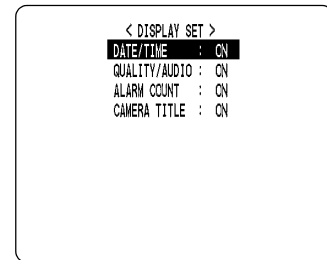 < DISPLAY SET >
DATE/TIME : ON
QUALITY/AUDIO : ON
ALARM COUNT : ON
CAMERA TITLE : ON